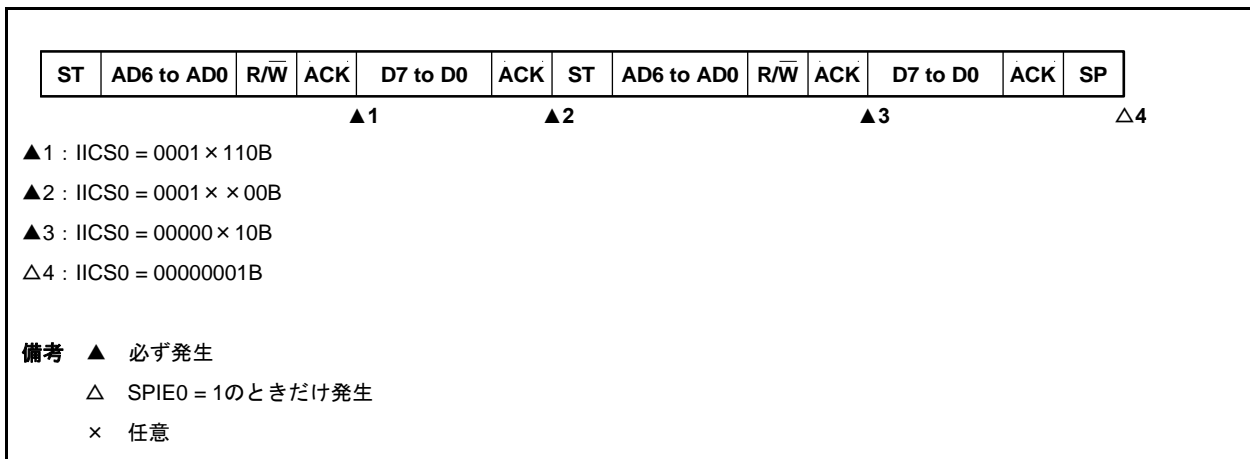 ST AD6 to AD0 R/W̅ ACK D7 to D0 ACK ST AD6 to AD0 R/W̅ ACK D7 to D0 ACK SP
▲1 ▲2 ▲3 △4
▲1：IICS0 = 0001×110B
▲2：IICS0 = 0001××00B
▲3：IICS0 = 00000×10B
△4：IICS0 = 00000001B
備考 ▲ 必ず発生
△ SPIE0 = 1のときだけ発生
× 任意